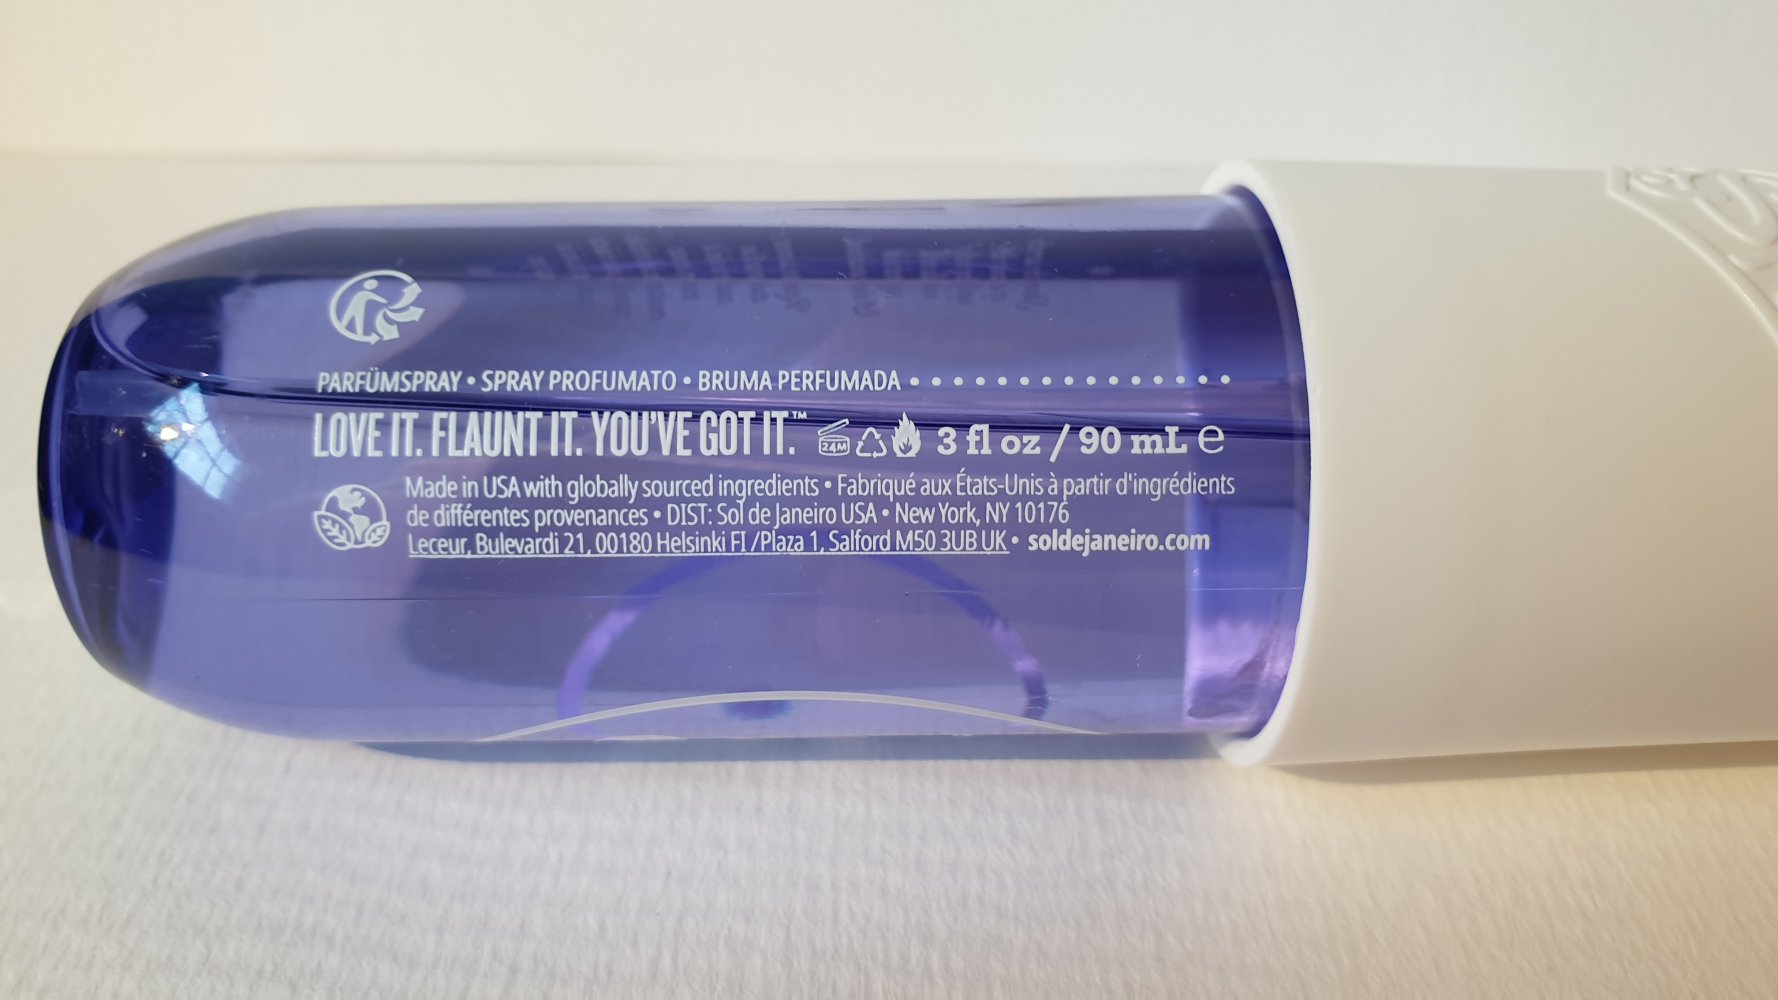 PARFÜMSPRAY • SPRAY PROFUMATO • BRUMA PERFUMADA • • • • • • • • • • • • • • •
LOVE IT. FLAUNT IT. YOU'VE GOT IT.™ 24M 3 fl oz / 90 mL ℮
Made in USA with globally sourced ingredients • Fabriqué aux États-Unis à partir d'ingrédients
de différentes provenances • DIST: Sol de Janeiro USA • New York, NY 10176
Leceur, Bulevardi 21, 00180 Helsinki FI /Plaza 1, Salford M50 3UB UK • soldejaneiro.com